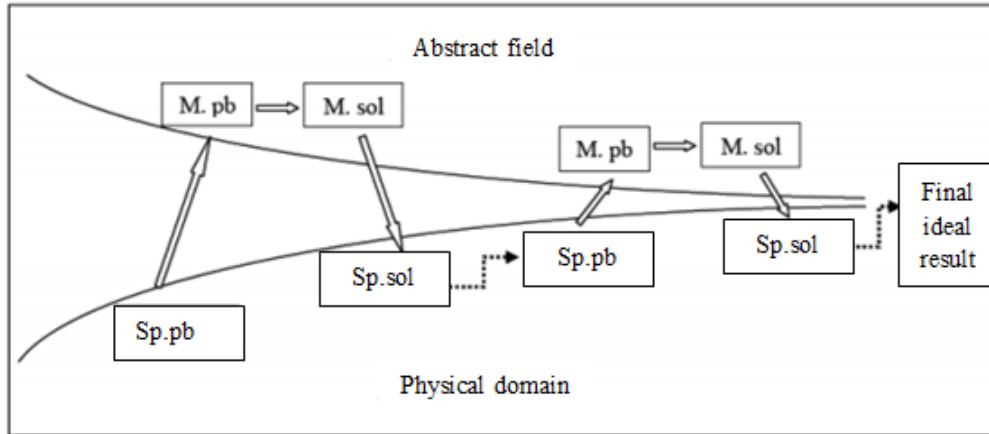 Abstract field
M. pb
M. sol
M. pb
M. sol
Sp.pb
Sp.sol
Sp.pb
Sp.sol
Final
ideal
result
Physical domain